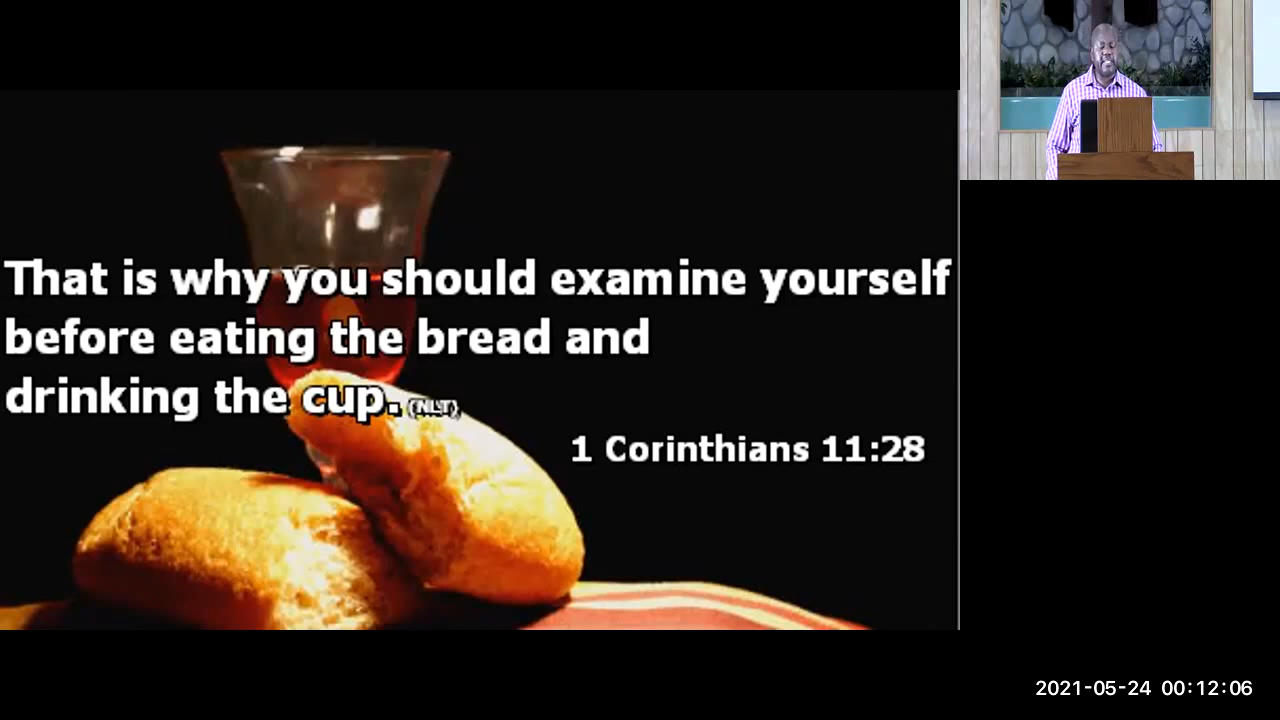 That is why you should examine yourself
before eating the bread and
drinking the cup. (NLT)
1 Corinthians 11:28
2021-05-24 00:12:06